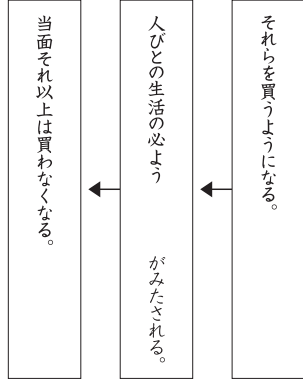 それらを買うようになる。
人びとの生活の必よう　　　がみたされる。
当面それ以上は買わなくなる。